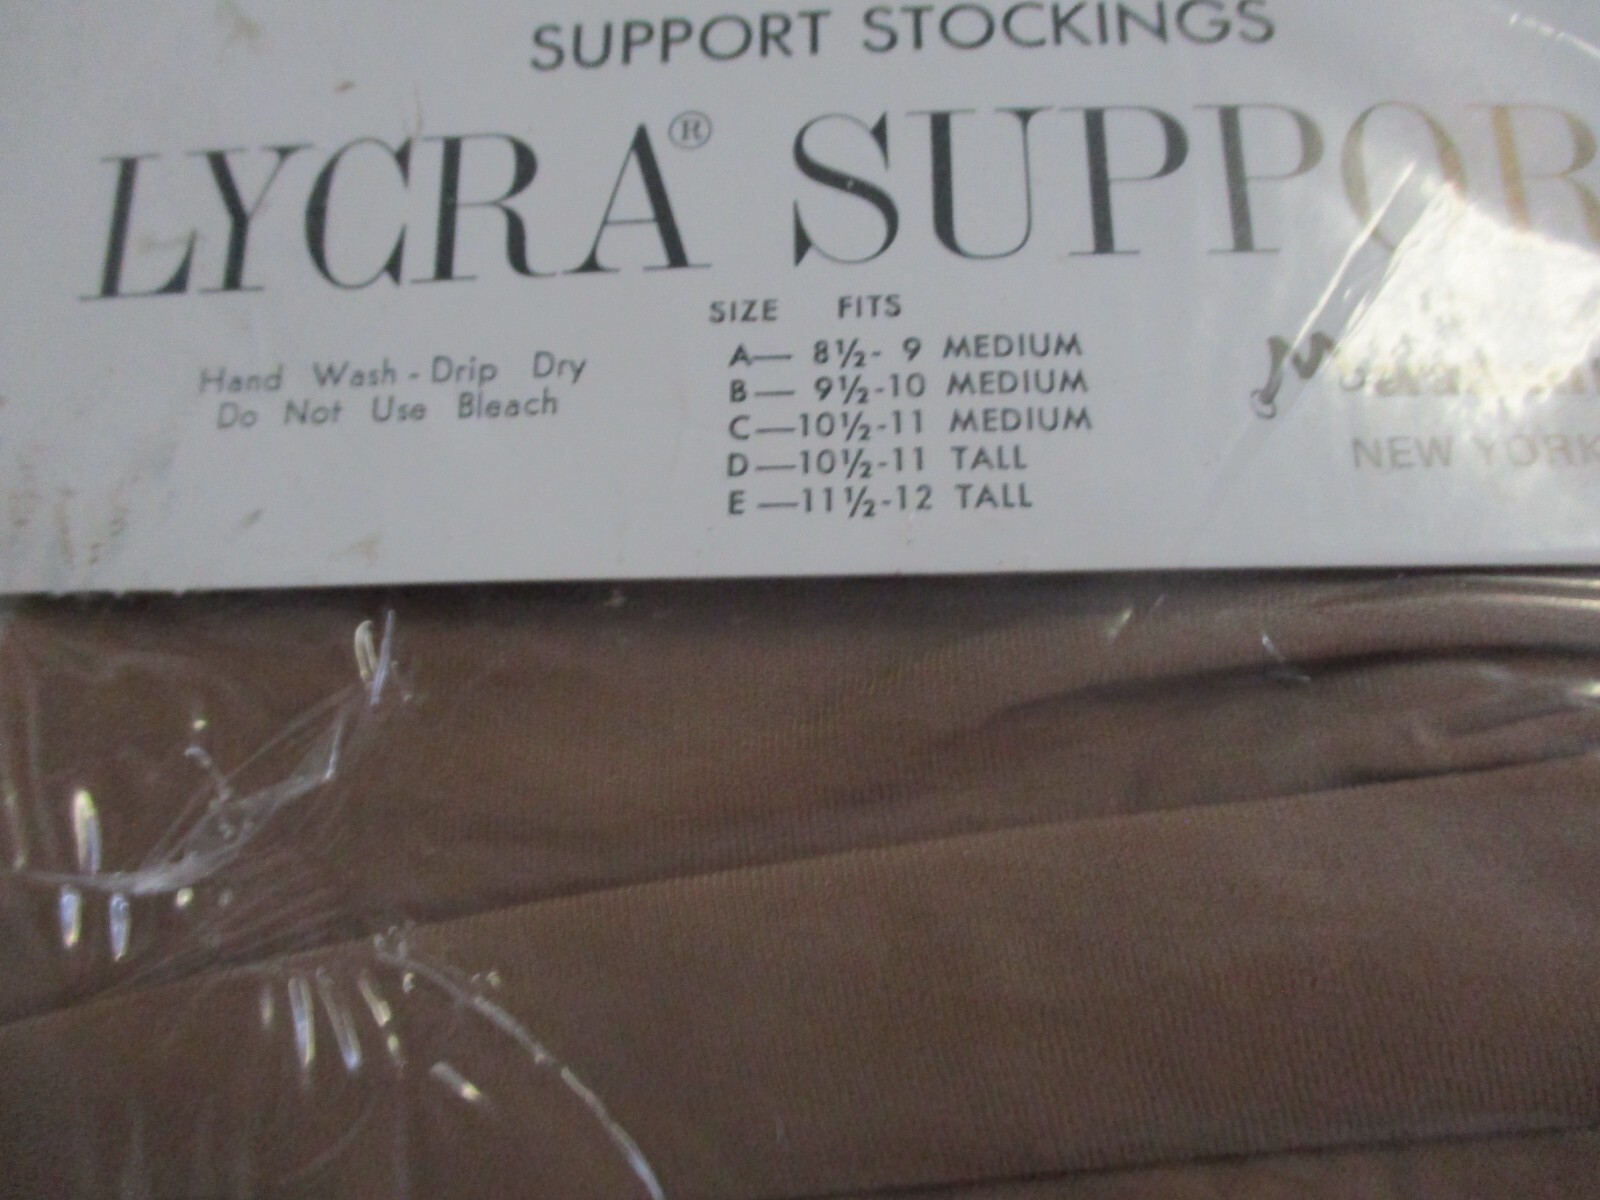 SUPPORT STOCKINGS
LYCRA® SUPPOR
SIZE FITS
A— 8½- 9 MEDIUM
B— 9½-10 MEDIUM
C—10½-11 MEDIUM
D—10½-11 TALL
E—11½-12 TALL
Hand Wash - Drip Dry
Do Not Use Bleach
NEW YORK